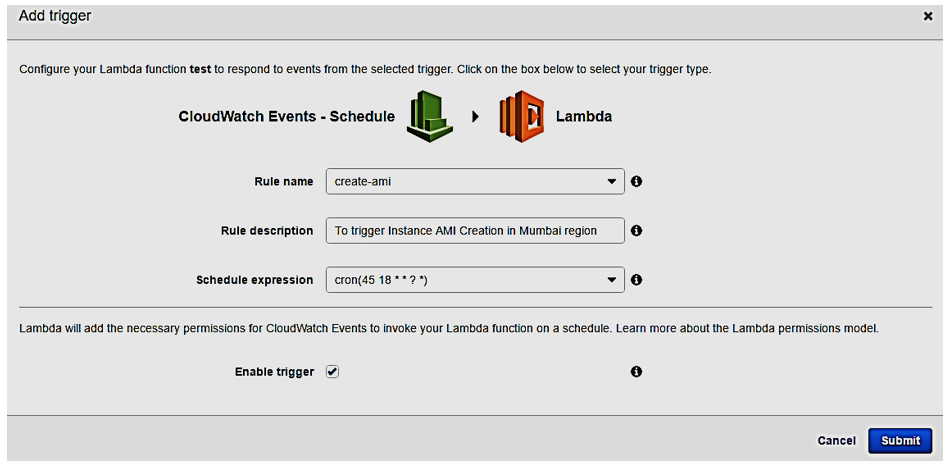 Add trigger
Configure your Lambda function test to respond to events from the selected trigger. Click on the box below to select your trigger type.
CloudWatch Events - Schedule Lambda
Rule name create-ami
Rule description To trigger Instance AMI Creation in Mumbai region
Schedule expression cron(45 18 * * ? *)
Lambda will add the necessary permissions for CloudWatch Events to invoke your Lambda function on a schedule. Learn more about the Lambda permissions model.
Enable trigger
Cancel Submit